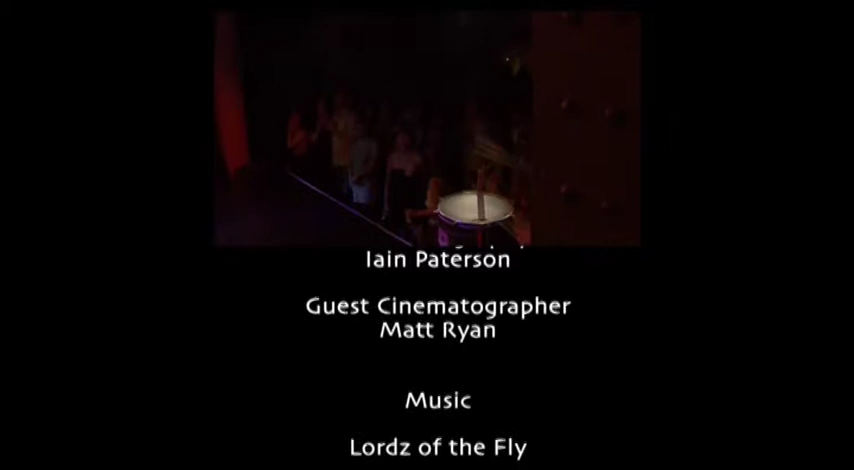 Iain Paterson
Guest Cinematographer
Matt Ryan
Music
Lordz of the Fly